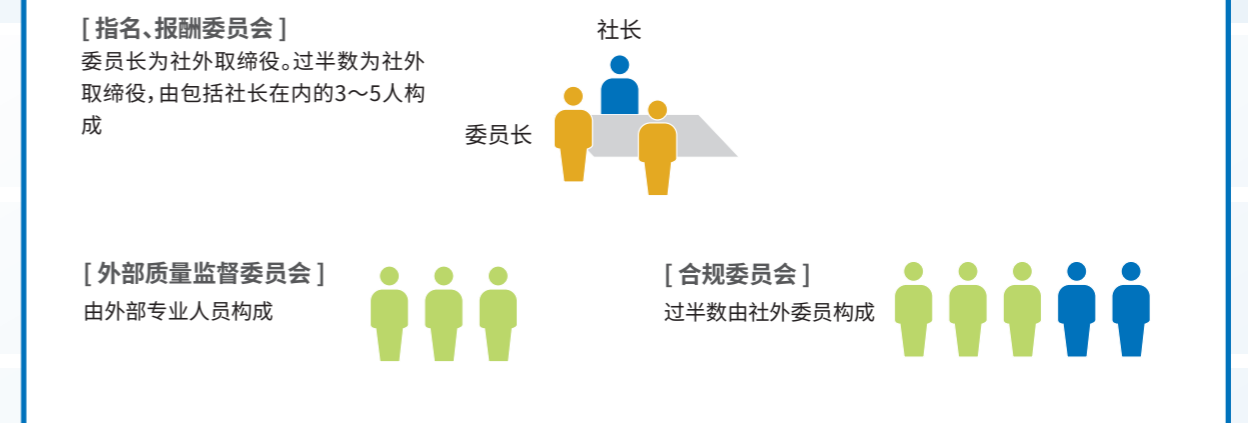 [ 指名、报酬委员会 ]
委员长为社外取缔役。过半数为社外
取缔役，由包括社长在内的3～5人构
成
社长
委员长
[ 外部质量监督委员会 ]
由外部专业人员构成
[ 合规委员会 ]
过半数由社外委员构成